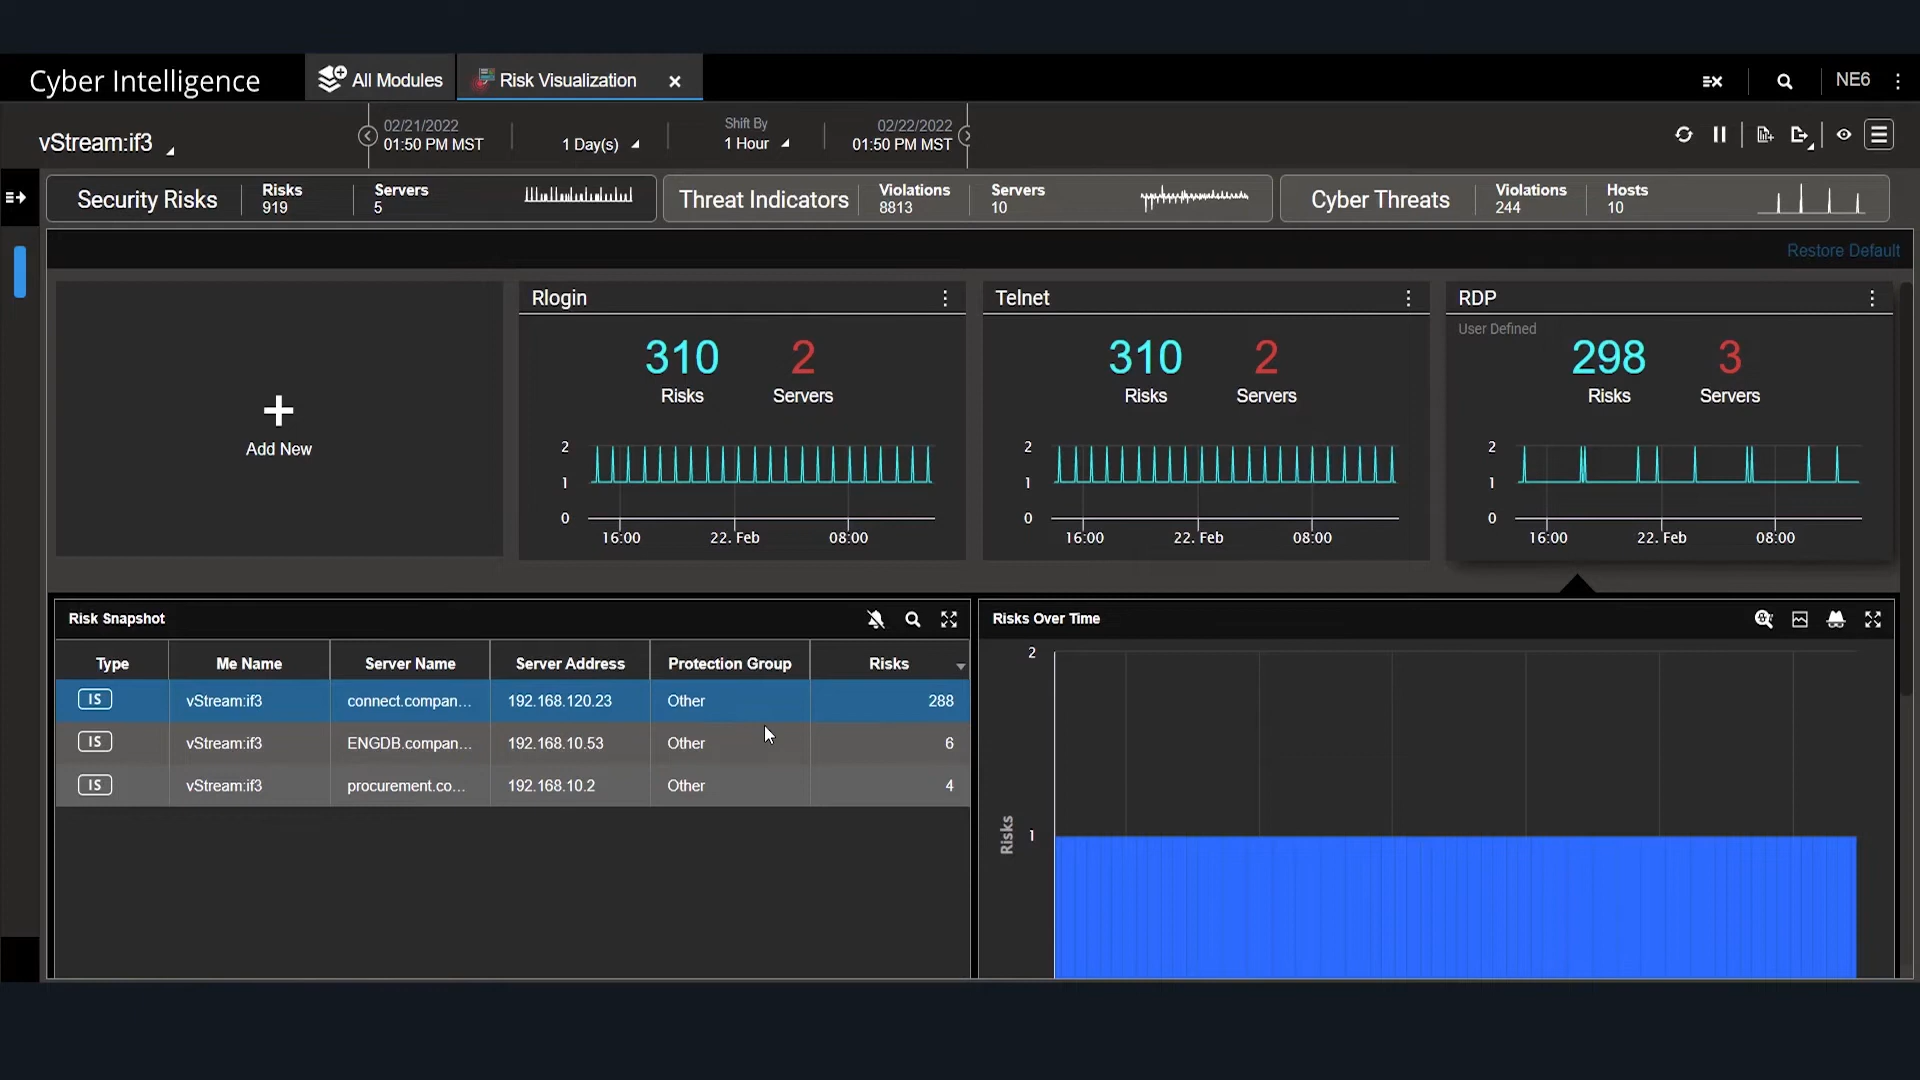 Cyber Intelligence
All Modules
Risk Visualization
NE6
vStream:if3
02/21/2022
01:50 PM MST
1 Day(s)
Shift By
1 Hour
02/22/2022
01:50 PM MST
Security Risks
Risks
919
Servers
5
Threat Indicators
Violations
8813
Servers
10
Cyber Threats
Violations
244
Hosts
10
Restore Default
Add New
Rlogin
310
Risks
2
Servers
2
1
0
16:00 22. Feb 08:00
Telnet
310
Risks
2
Servers
2
1
0
16:00 22. Feb 08:00
RDP
User Defined
298
Risks
3
Servers
2
1
0
16:00 22. Feb 08:00
Risk Snapshot
Type Me Name Server Name Server Address Protection Group Risks
IS vStream:if3 connect.compan... 192.168.120.23 Other 288
IS vStream:if3 ENGDB.compan... 192.168.10.53 Other 6
IS vStream:if3 procurement.co... 192.168.10.2 Other 4
Risks Over Time
2
1
Risks